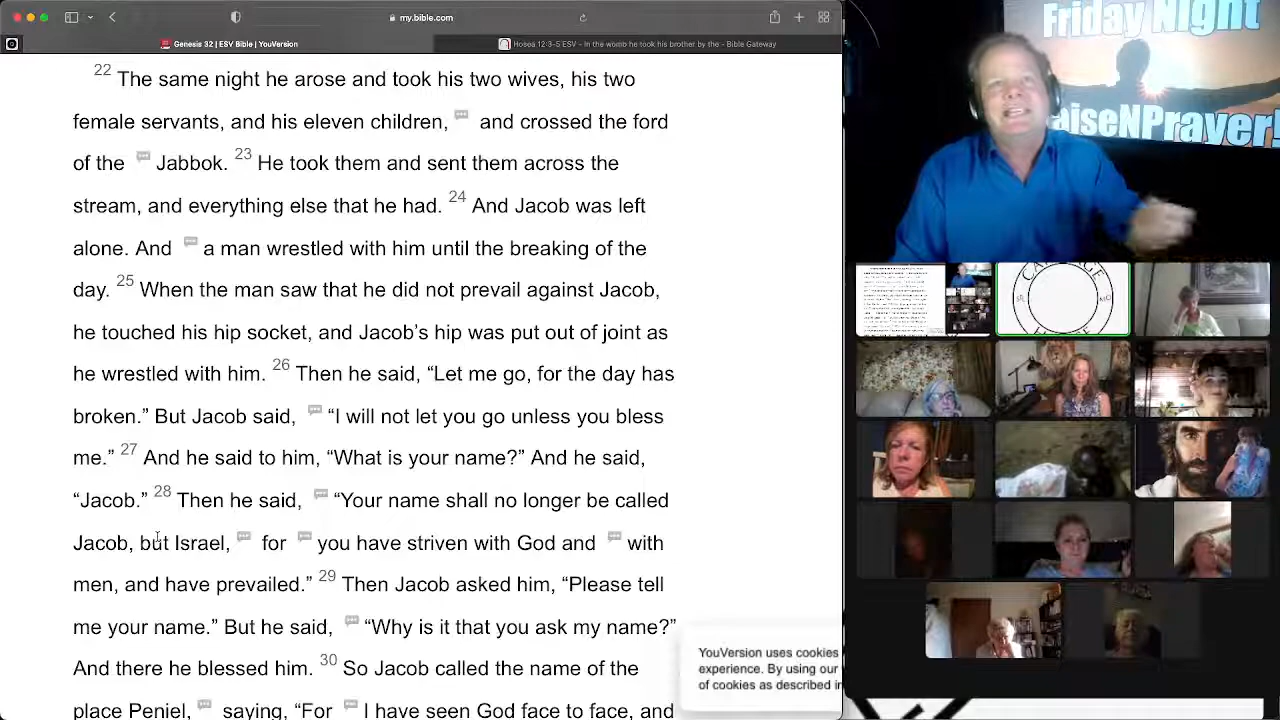 my.bible.com
Genesis 32 | ESV Bible | YouVersion
Hosea 12:3-5 ESV - In the womb he took his brother by the - Bible Gateway
22 The same night he arose and took his two wives, his two
female servants, and his eleven children, and crossed the ford
of the Jabbok. 23 He took them and sent them across the
stream, and everything else that he had. 24 And Jacob was left
alone. And a man wrestled with him until the breaking of the
day. 25 When the man saw that he did not prevail against Jacob,
he touched his hip socket, and Jacob’s hip was put out of joint as
he wrestled with him. 26 Then he said, “Let me go, for the day has
broken.” But Jacob said, “I will not let you go unless you bless
me.” 27 And he said to him, “What is your name?” And he said,
“Jacob.” 28 Then he said, “Your name shall no longer be called
Jacob, but Israel, for you have striven with God and with
men, and have prevailed.” 29 Then Jacob asked him, “Please tell
me your name.” But he said, “Why is it that you ask my name?”
And there he blessed him. 30 So Jacob called the name of the
place Peniel, saying, “For I have seen God face to face, and
YouVersion uses cookies
experience. By using our
of cookies as described in
Friday Night
aiseNPrayer!